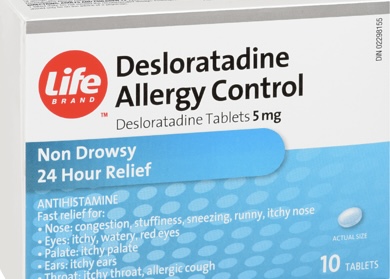 Life
BRAND
TM
Desloratadine
Allergy Control
Desloratadine Tablets 5 mg
DIN 02298155
Non Drowsy
24 Hour Relief
ANTIHISTAMINE
Fast relief for:
• Nose: congestion, stuffiness, sneezing, runny, itchy nose
• Eyes: itchy, watery, red eyes
• Palate: itchy palate
• Ears: itchy ears
• Throat: itchy throat, allergic cough
ACTUAL SIZE
10 TABLETS